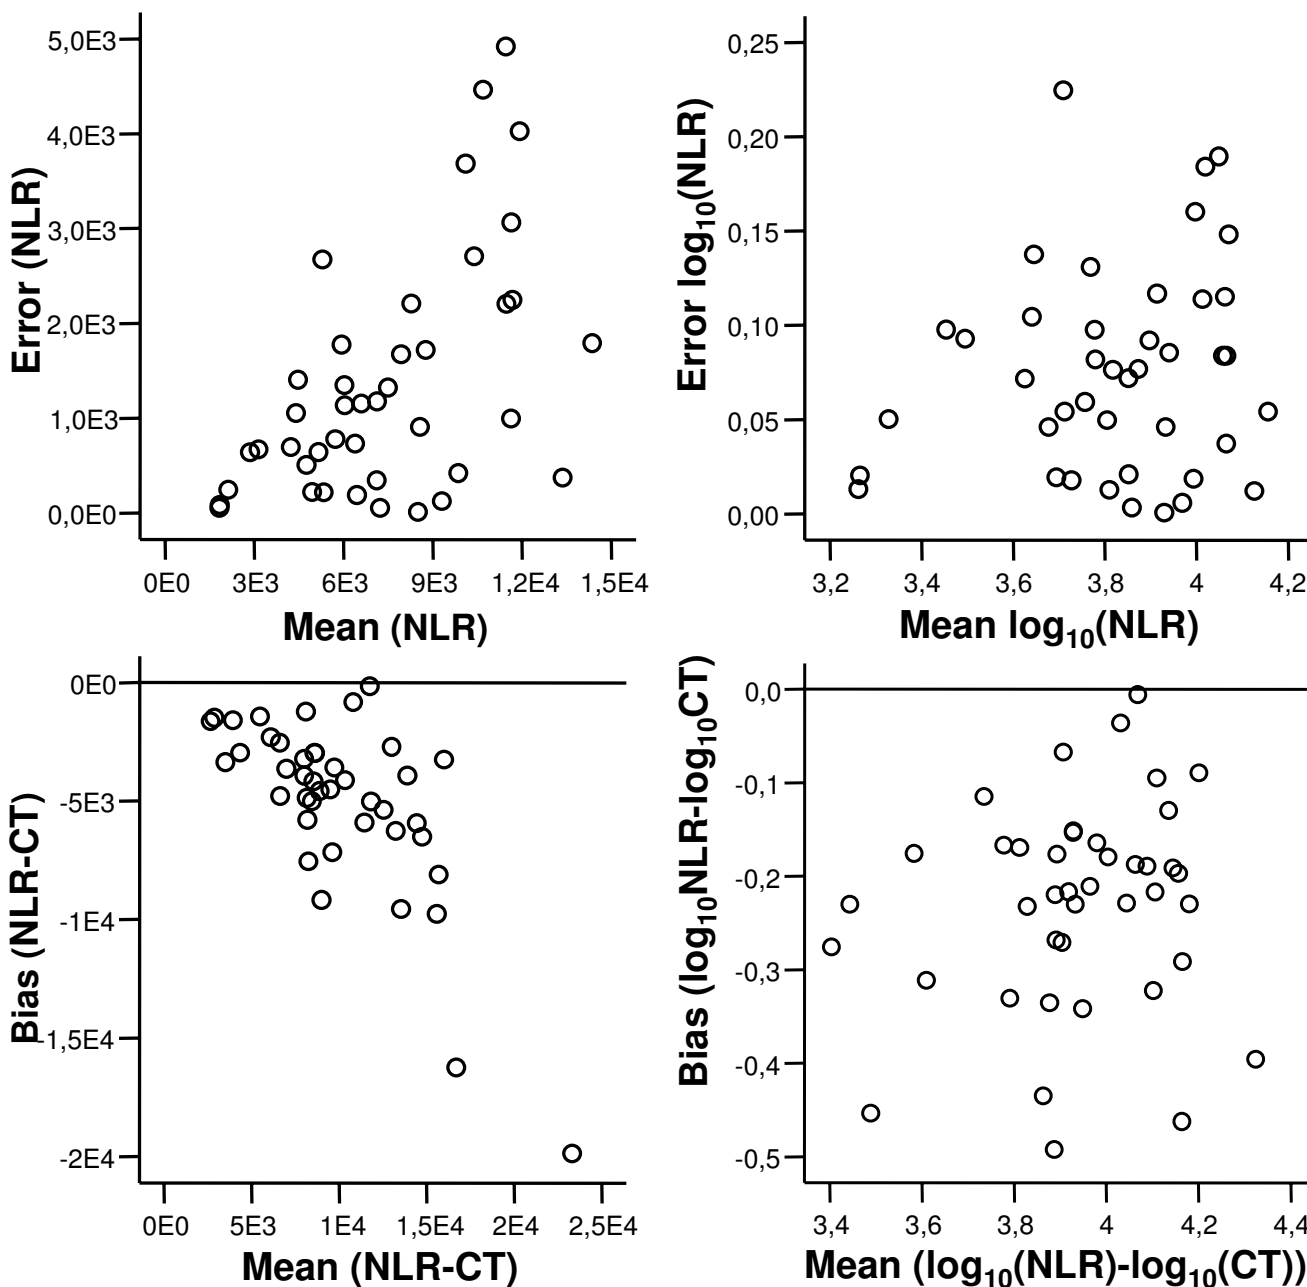 5,0E3
4,0E3
3,0E3
2,0E3
1,0E3
0,0E0
Error (NLR)
0E0 3E3 6E3 9E3 1,2E4 1,5E4
Mean (NLR)
0,25
0,20
0,15
0,10
0,05
0,00
Error log₁₀(NLR)
3,2 3,4 3,6 3,8 4 4,2
Mean log₁₀(NLR)
0E0
-5E3
-1E4
-1,5E4
-2E4
Bias (NLR-CT)
0E0 5E3 1E4 1,5E4 2E4 2,5E4
Mean (NLR-CT)
0,0
-0,1
-0,2
-0,3
-0,4
-0,5
Bias (log₁₀NLR-log₁₀CT)
3,4 3,6 3,8 4 4,2 4,4
Mean (log₁₀(NLR)-log₁₀(CT))